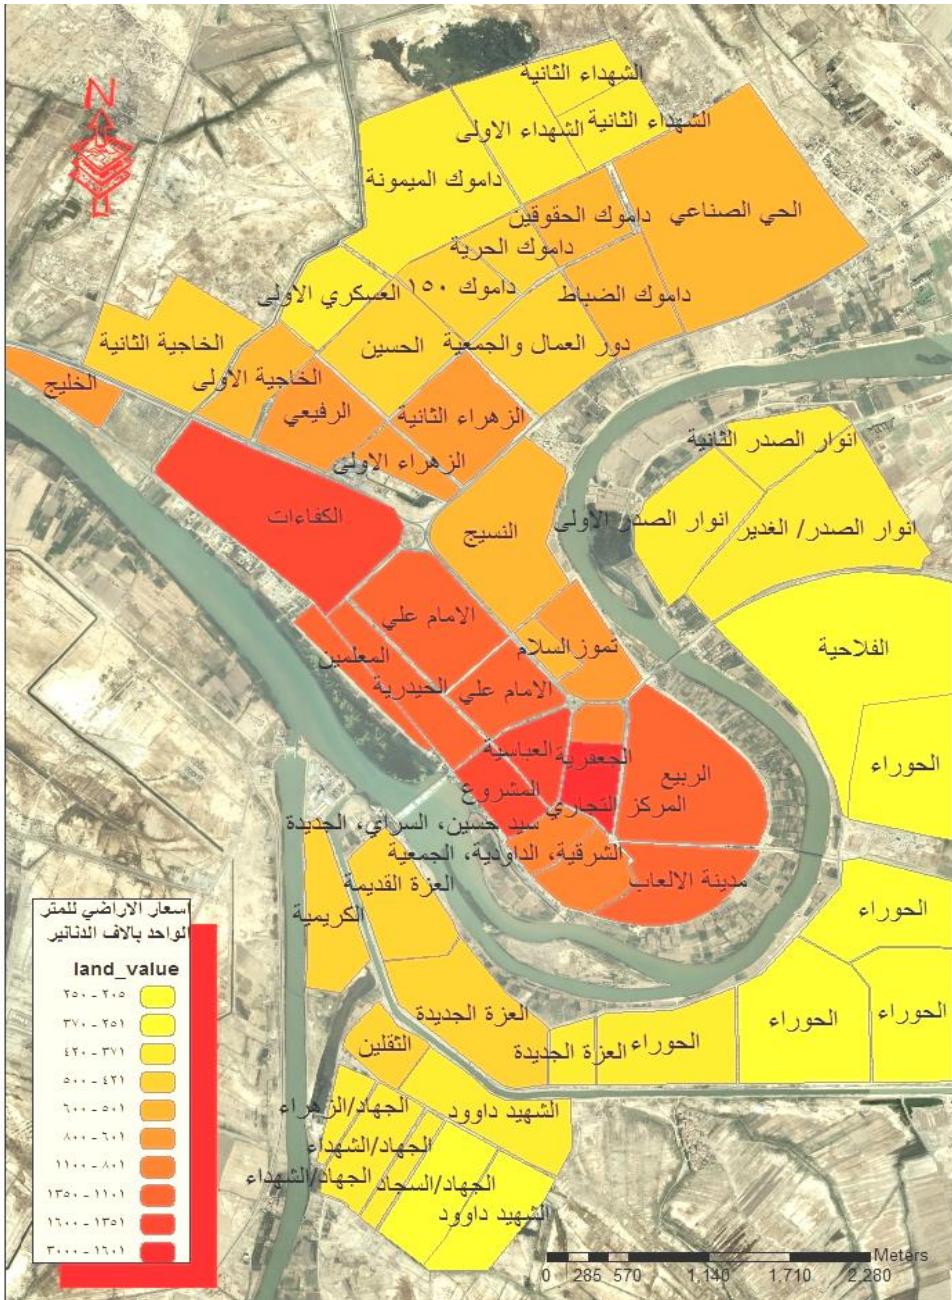 N
الشهداء الثانية
الشهداء الثانية
الشهداء الاولى
داموك الميمونة
الحي الصناعي
داموك الحقوقين
داموك الحرية
داموك ١٥٠
داموك الضباط
العسكري الاولى
دور العمال والجمعية
الحسين
الخاجية الثانية
الخاجية الاولى
الخليج
الرفيعي
الزهراء الثانية
الزهراء الاولى
انوار الصدر الثانية
انوار الصدر الاولى
انوار الصدر/ الغدير
الكفاءات
النسيج
الامام علي
تموز
السلام
المعلمين
الحيدرية
الامام علي
الفلاحية
الحوراء
العباسية
الجعفرية
الربيع
المشروع
المركز التجاري
سيد حسين، السراي، الجديدة
الشرقية، الداودية، الجمعية
مدينة الالعاب
العزة القديمة
الكريمية
الحوراء
الحوراء
الحوراء
الحوراء
العزة الجديدة
العزة الجديدة
الثقلين
الشهيد داوود
الجهاد/الزهراء
الجهاد/الشهداء
الجهاد/الشهداء
الجهاد/السجاد
الشهيد داوود
اسعار الاراضي للمتر
الواحد بالاف الدنانير
land_value
٢٠٥ - ٢٥٠
٢٥١ - ٣٧٠
٣٧١ - ٤٢٠
٤٢١ - ٥٠٠
٥٠١ - ٦٠٠
٦٠١ - ٨٠٠
٨٠١ - ١١٠٠
١١٠١ - ١٣٥٠
١٣٥١ - ١٦٠٠
١٦٠١ - ٣٠٠٠
Meters
0 285 570 1,140 1,710 2,280